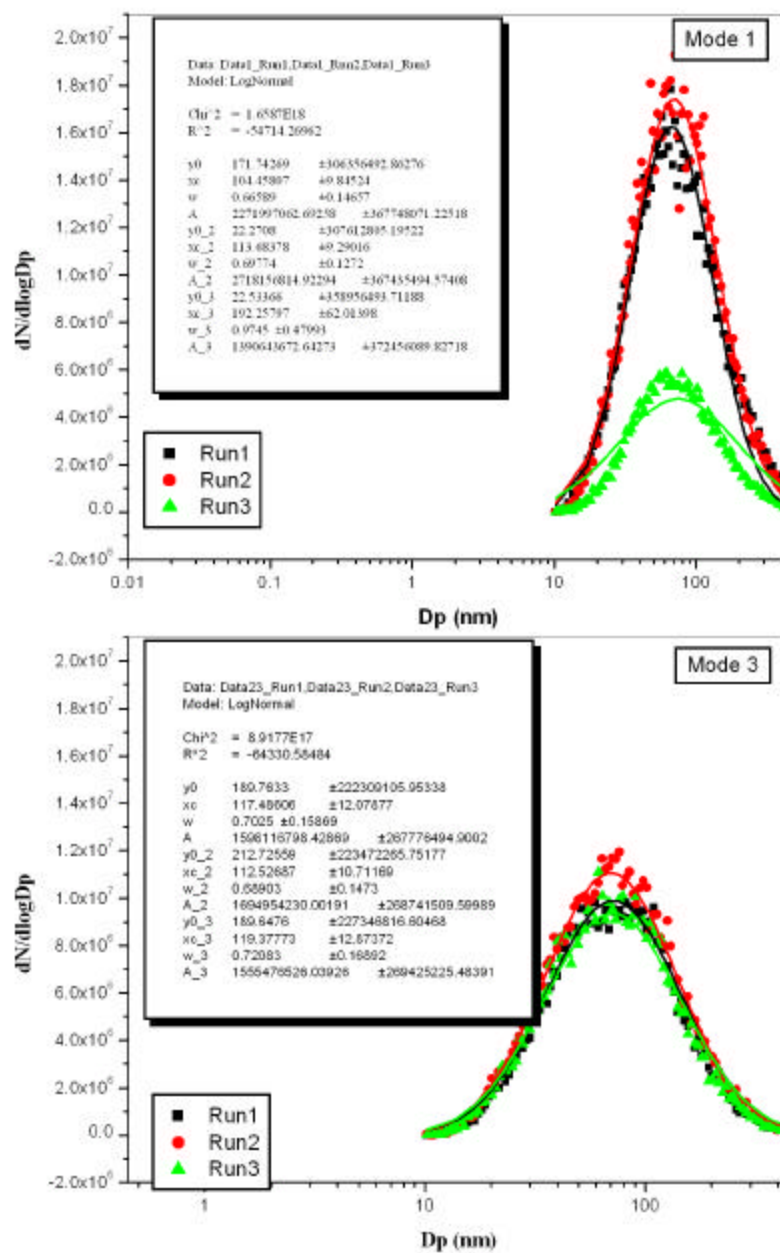 Mode 1
2.0x10⁷
1.8x10⁷
1.6x10⁷
1.4x10⁷
1.2x10⁷
1.0x10⁷
8.0x10⁶
6.0x10⁶
4.0x10⁶
2.0x10⁶
0.0
-2.0x10⁶
dN/dlogDp
Data: Data1_Run1,Data1_Run2,Data1_Run3
Model: LogNormal
Chi^2 = 1.6587E18
R^2 = -54714.26962
y0 171.74269 ±306356492.86276
xc 104.45807 ±9.84524
w 0.66589 ±0.14657
A 2271997062.69258 ±367748071.22518
y0_2 22.2708 ±307612805.19522
xc_2 113.68378 ±9.29016
w_2 0.69774 ±0.1272
A_2 2718156814.92294 ±367435494.57408
y0_3 22.53366 ±358956493.71188
xc_3 192.25797 ±62.01398
w_3 0.9745 ±0.47993
A_3 1390643672.64273 ±372456089.82718
Run1
Run2
Run3
0.01 0.1 1 10 100
Dp (nm)
Mode 3
2.0x10⁷
1.8x10⁷
1.6x10⁷
1.4x10⁷
1.2x10⁷
1.0x10⁷
8.0x10⁶
6.0x10⁶
4.0x10⁶
2.0x10⁶
0.0
-2.0x10⁶
dN/dlogDp
Data: Data23_Run1,Data23_Run2,Data23_Run3
Model: LogNormal
Chi^2 = 8.9177E17
R^2 = -64330.58484
y0 189.7633 ±222309105.95338
xc 117.48606 ±12.07877
w 0.7025 ±0.15869
A 1598116798.42869 ±267776494.9002
y0_2 212.72559 ±223472265.75177
xc_2 112.52687 ±10.71169
w_2 0.68903 ±0.1473
A_2 1694954230.00191 ±268741509.59989
y0_3 189.6476 ±227346816.60468
xc_3 119.37773 ±12.87372
w_3 0.72083 ±0.16892
A_3 1555476526.03926 ±269425225.48391
Run1
Run2
Run3
1 10 100
Dp (nm)